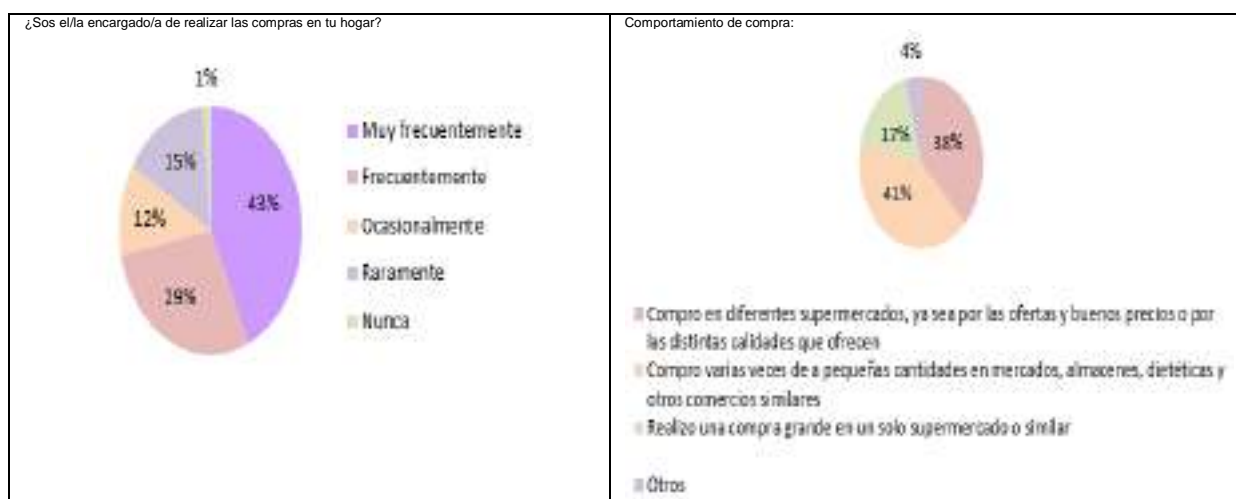 ¿Sos el/la encargado/a de realizar las compras en tu hogar?
1%
15%
43%
12%
29%
Muy frecuentemente
Frecuentemente
Ocasionalmente
Raramente
Nunca
Comportamiento de compra:
4%
17%
38%
41%
Compro en diferentes supermercados, ya sea por las ofertas y buenos precios o por
las distintas calidades que ofrecen
Compro varias veces de a pequeñas cantidades en mercados, almacenes, dietéticas y
otros comercios similares
Realizo una compra grande en un solo supermercado o similar
Otros